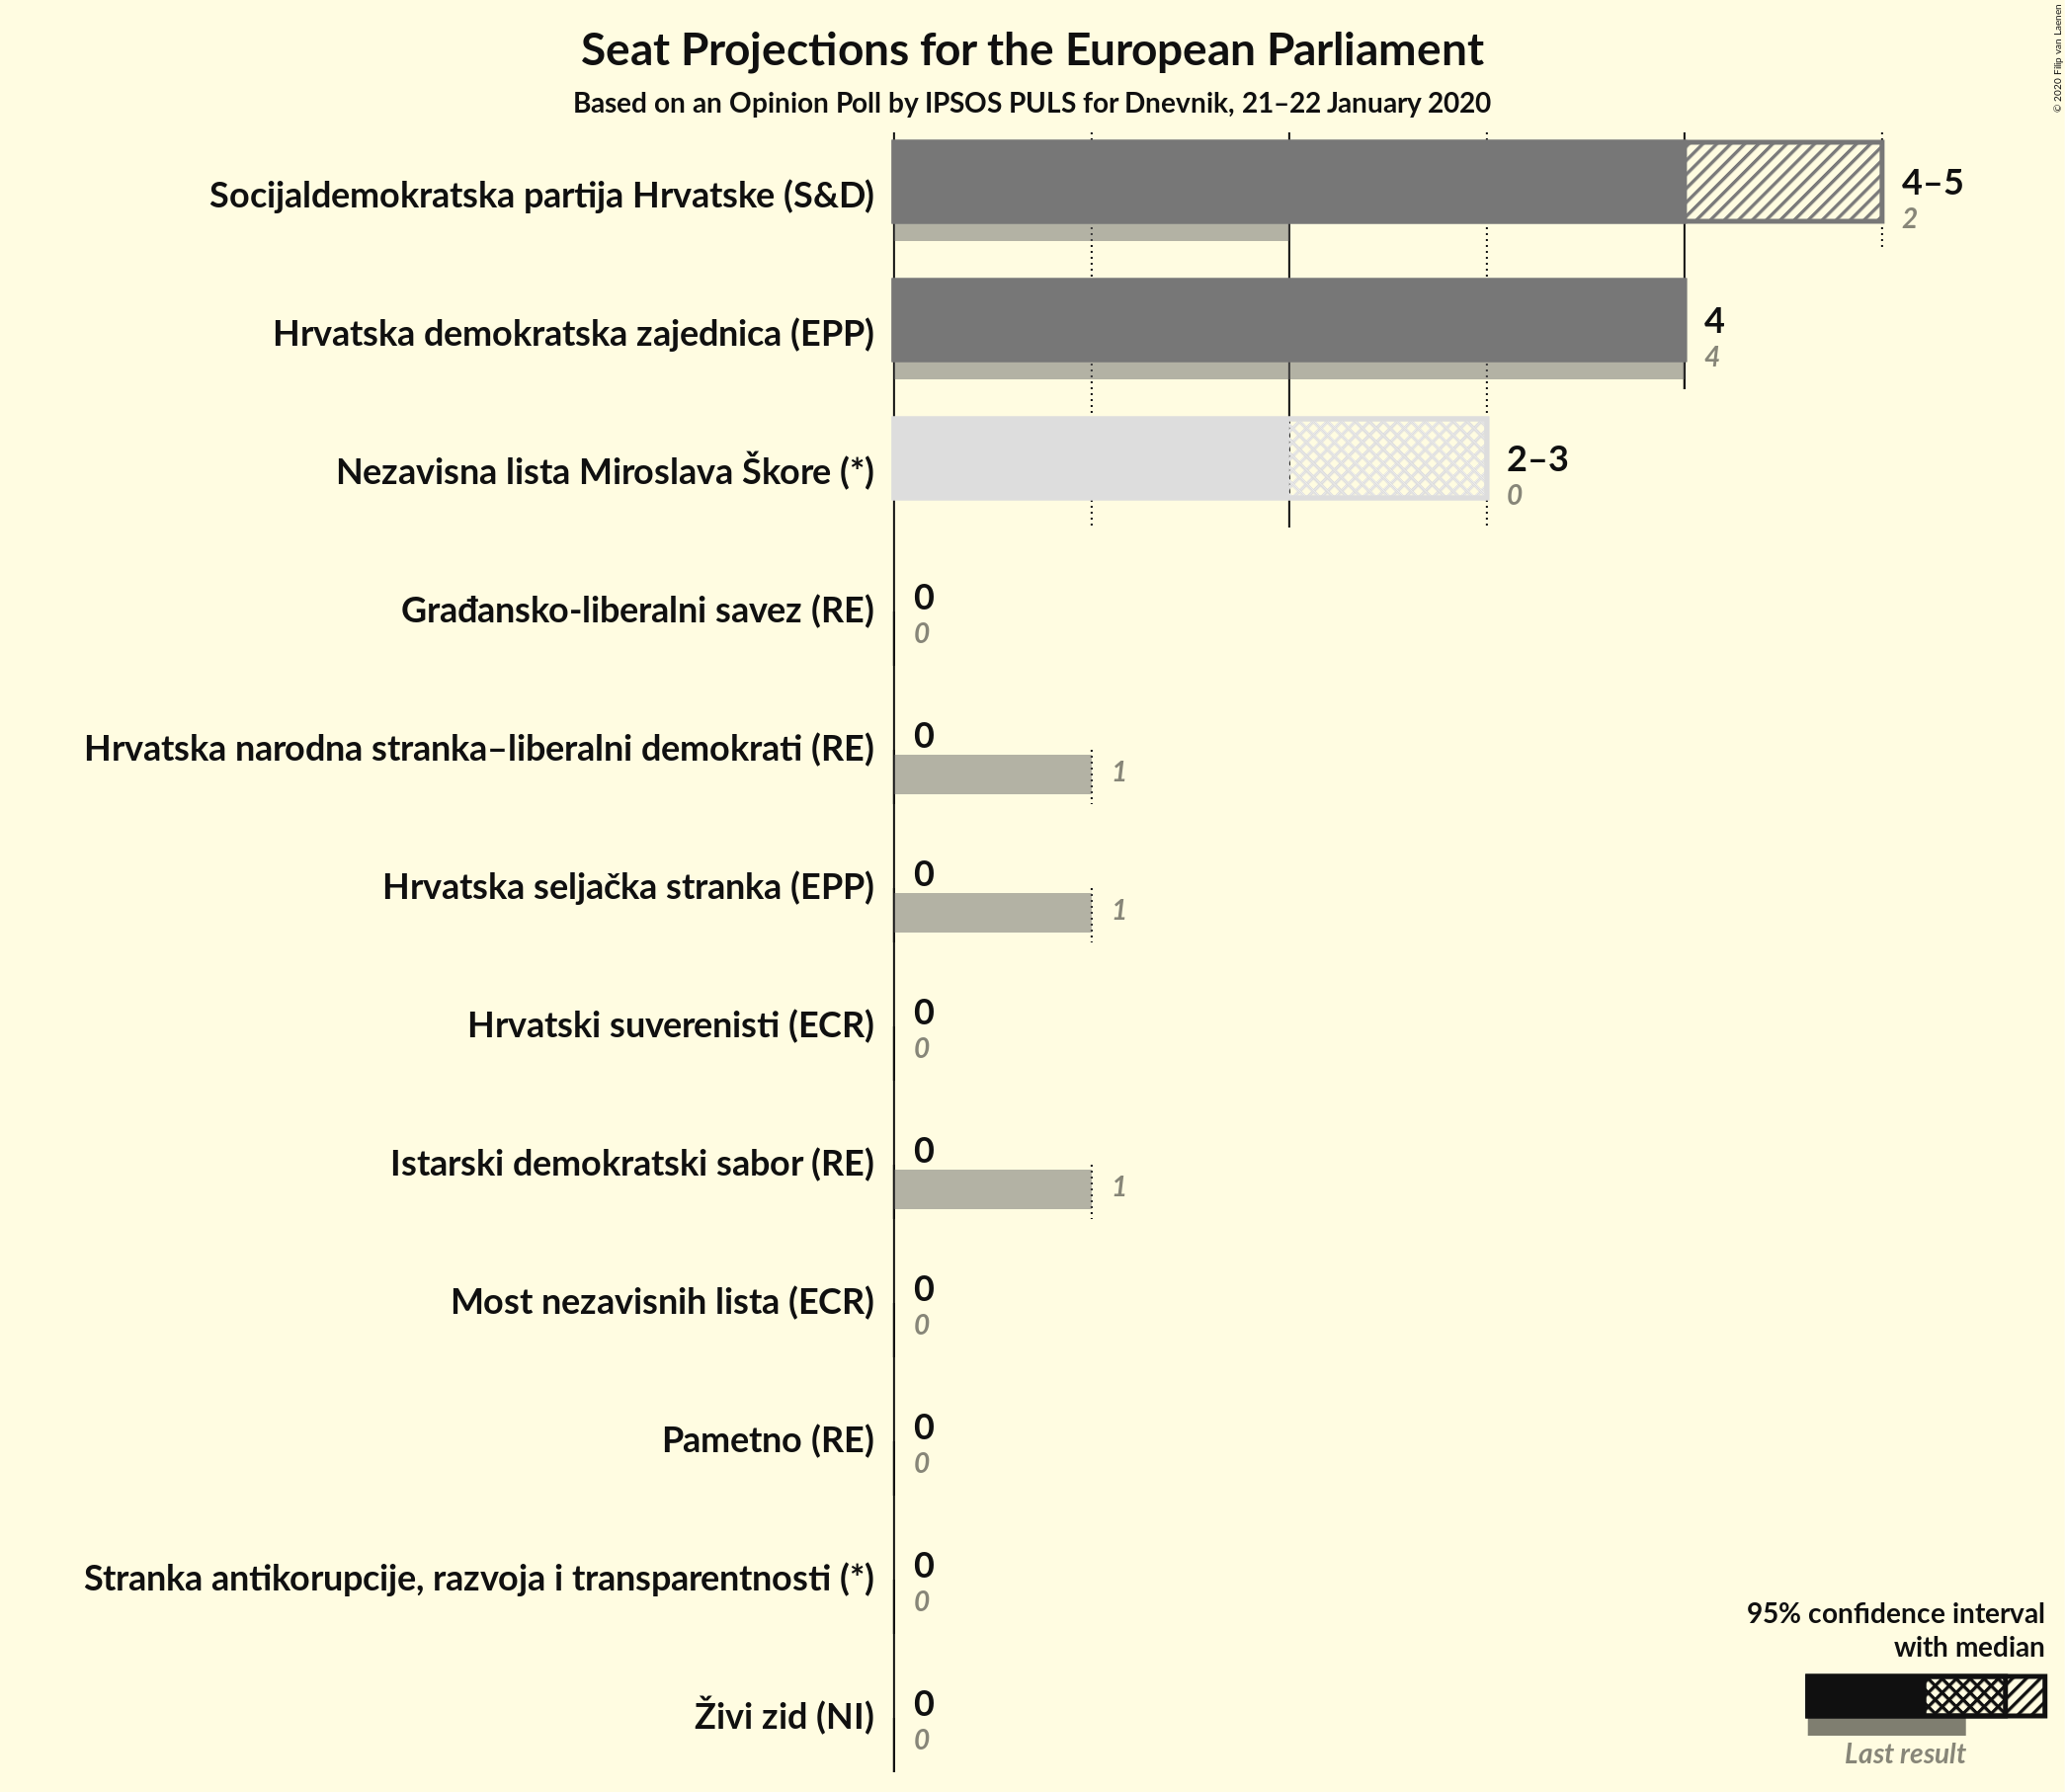 Seat Projections for the European Parliament
Based on an Opinion Poll by IPSOS PULS for Dnevnik, 21–22 January 2020
© 2020 Filip van Laenen
Socijaldemokratska partija Hrvatske (S&D)
4–5
2
Hrvatska demokratska zajednica (EPP)
4
4
Nezavisna lista Miroslava Škore (*)
2–3
0
Građansko-liberalni savez (RE)
0
0
Hrvatska narodna stranka–liberalni demokrati (RE)
0
1
Hrvatska seljačka stranka (EPP)
0
1
Hrvatski suverenisti (ECR)
0
0
Istarski demokratski sabor (RE)
0
1
Most nezavisnih lista (ECR)
0
0
Pametno (RE)
0
0
Stranka antikorupcije, razvoja i transparentnosti (*)
0
0
Živi zid (NI)
0
0
95% confidence interval
with median
Last result